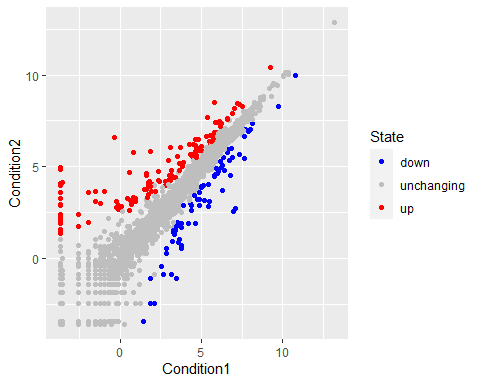 10
5
0
0
5
10
Condition1
Condition2
State
down
unchanging
up